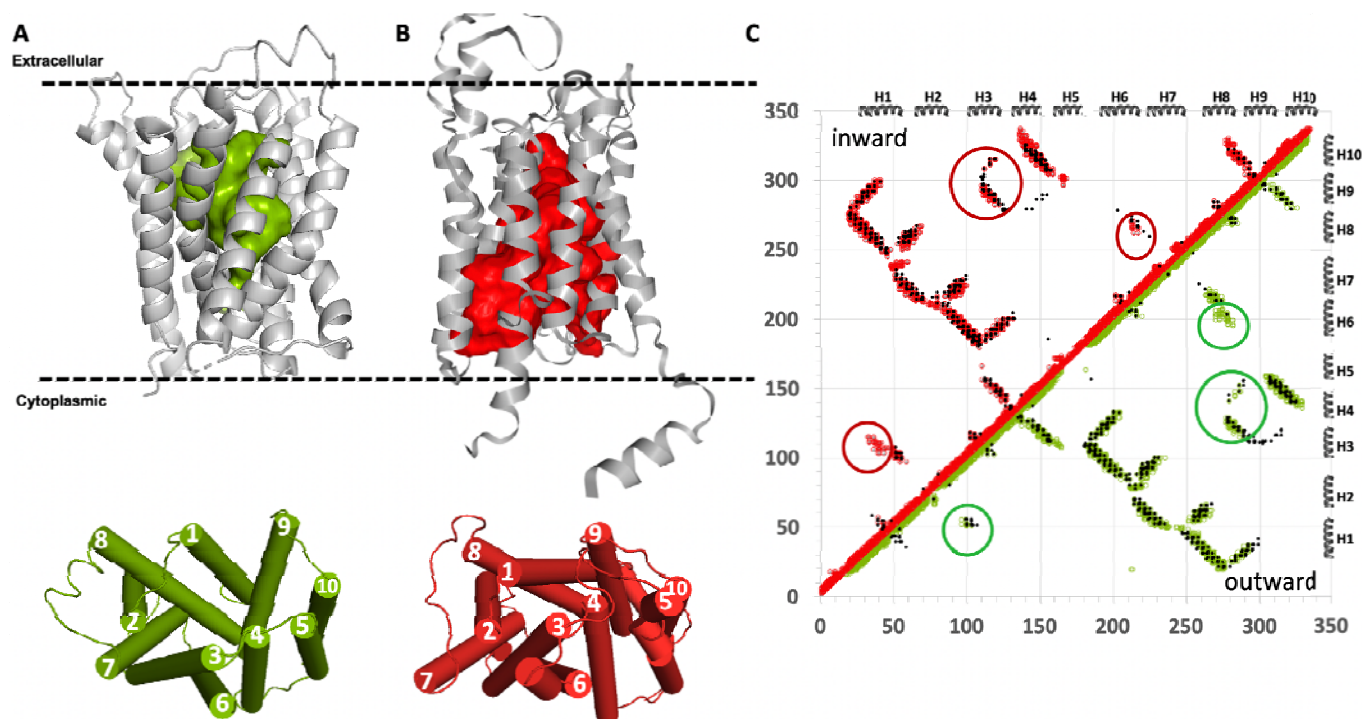 A
B
C
Extracellular
Cytoplasmic
H1 H2 H3 H4 H5 H6 H7 H8 H9 H10
inward
outward
350
300
250
200
150
100
50
0
H10
H9
H8
H7
H6
H5
H4
H3
H2
H1
0 50 100 150 200 250 300 350
8 1 9 10 2 4 5 3 7 6
8 9 1 10 4 5 2 3 7 6